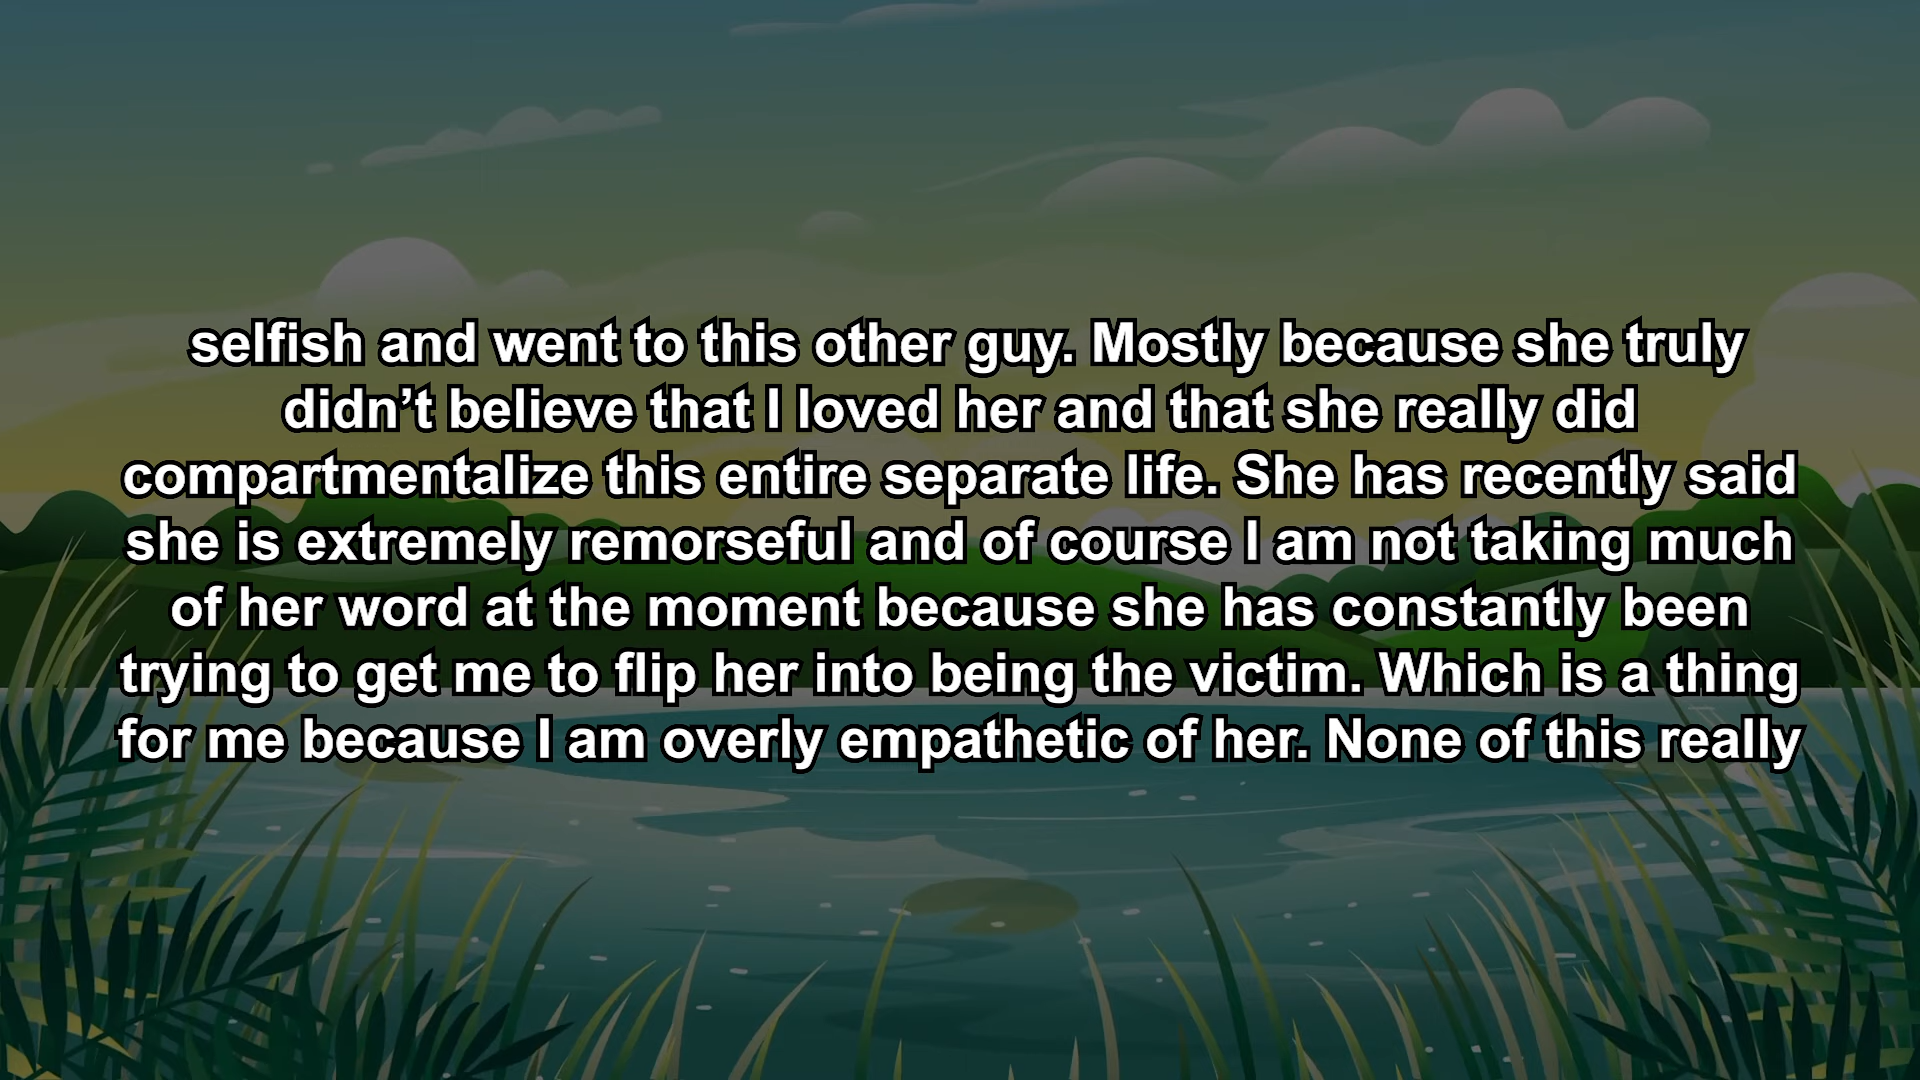 selfish and went to this other guy. Mostly because she truly
didn’t believe that I loved her and that she really did
compartmentalize this entire separate life. She has recently said
she is extremely remorseful and of course I am not taking much
of her word at the moment because she has constantly been
trying to get me to flip her into being the victim. Which is a thing
for me because I am overly empathetic of her. None of this really